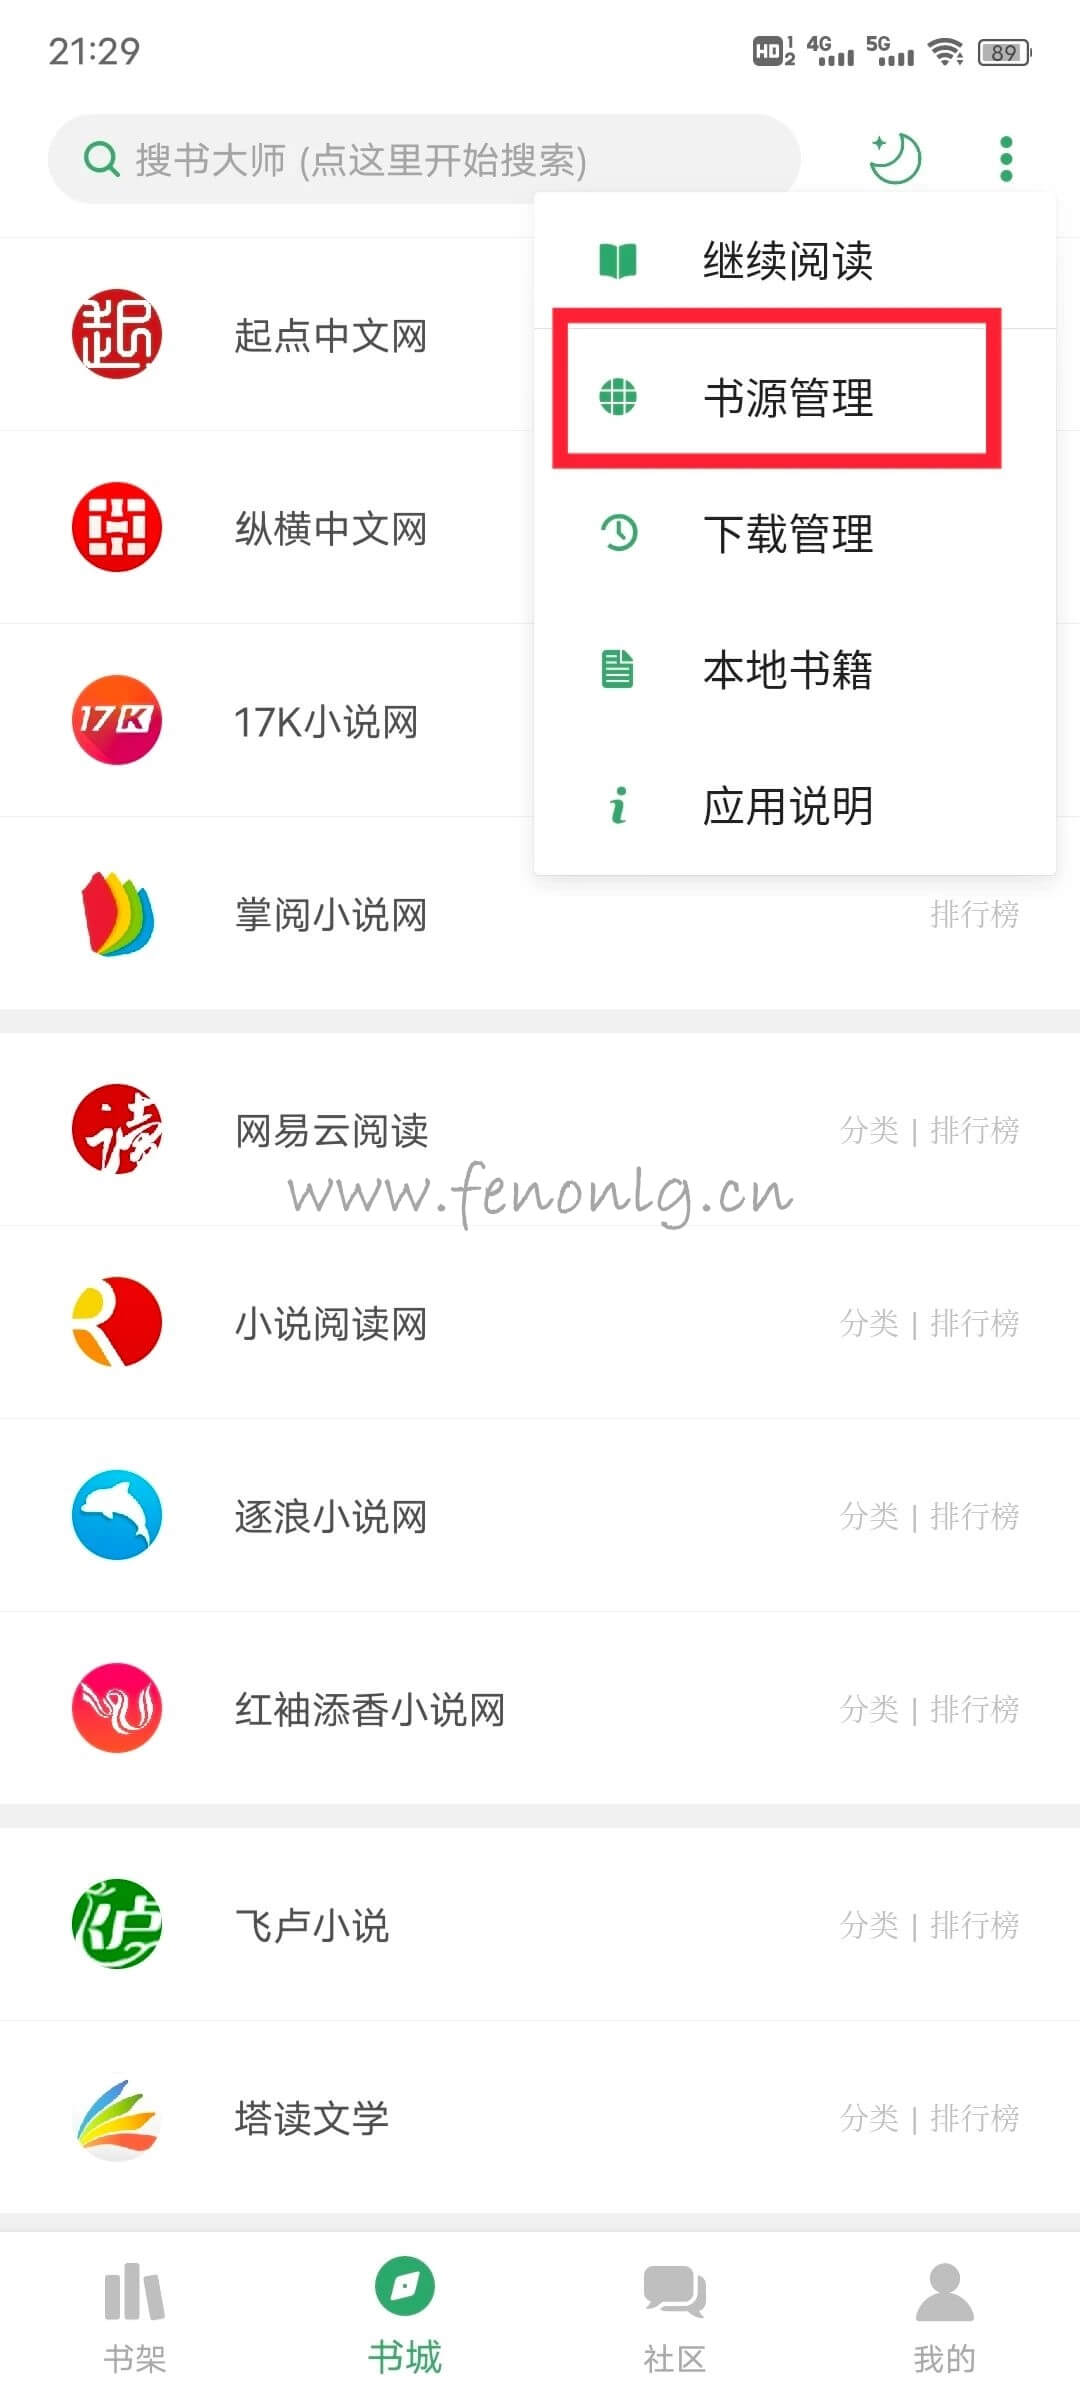 21:29
HD 1 2 4G 5G 89
搜书大师 (点这里开始搜索)
继续阅读
起点中文网
书源管理
纵横中文网
下载管理
本地书籍
17K
17K小说网
应用说明
掌阅小说网
排行榜
读
网易云阅读
分类 | 排行榜
www.fenonlg.cn
小说阅读网
分类 | 排行榜
逐浪小说网
分类 | 排行榜
红袖添香小说网
分类 | 排行榜
飞卢小说
分类 | 排行榜
塔读文学
分类 | 排行榜
书架
书城
社区
我的